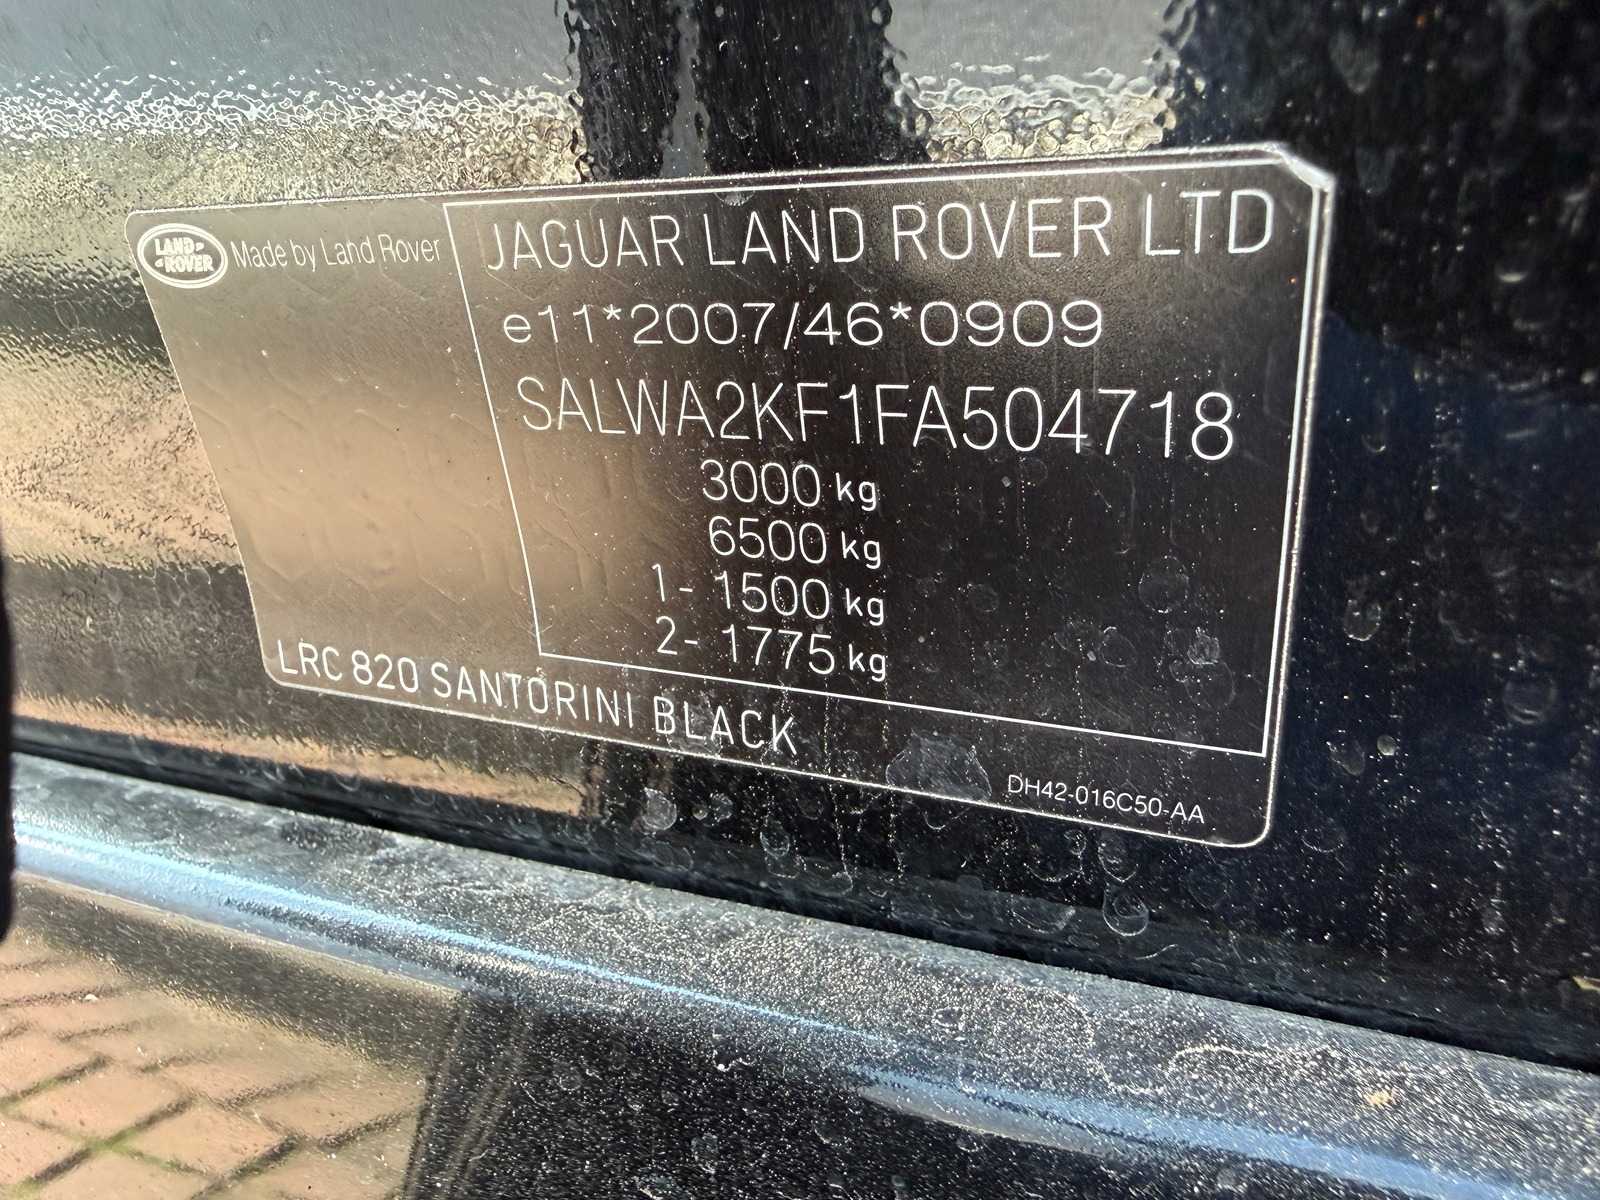 LAND ROVER Made by Land Rover
JAGUAR LAND ROVER LTD
e11*2007/46*0909
SALWA2KF1FA504718
3000 kg
6500 kg
1- 1500 kg
2- 1775 kg
LRC 820 SANTORINI BLACK
DH42-016C50-AA